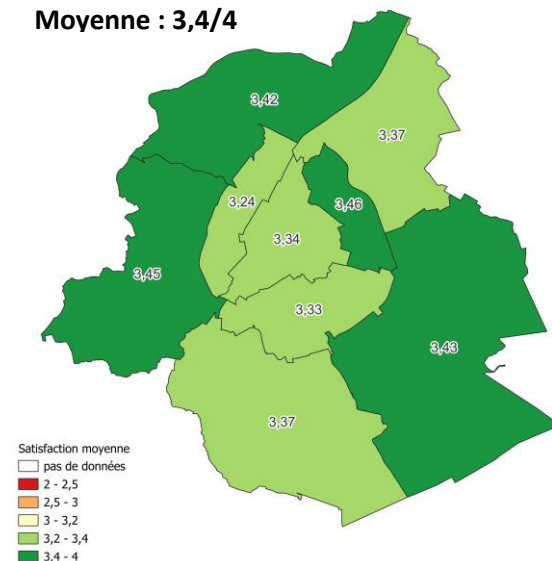 Moyenne : 3,4/4
3,42
3,37
3,24
3,46
3,34
3,45
3,33
3,43
3,37
Satisfaction moyenne
pas de données
2 - 2,5
2,5 - 3
3 - 3,2
3,2 - 3,4
3,4 - 4